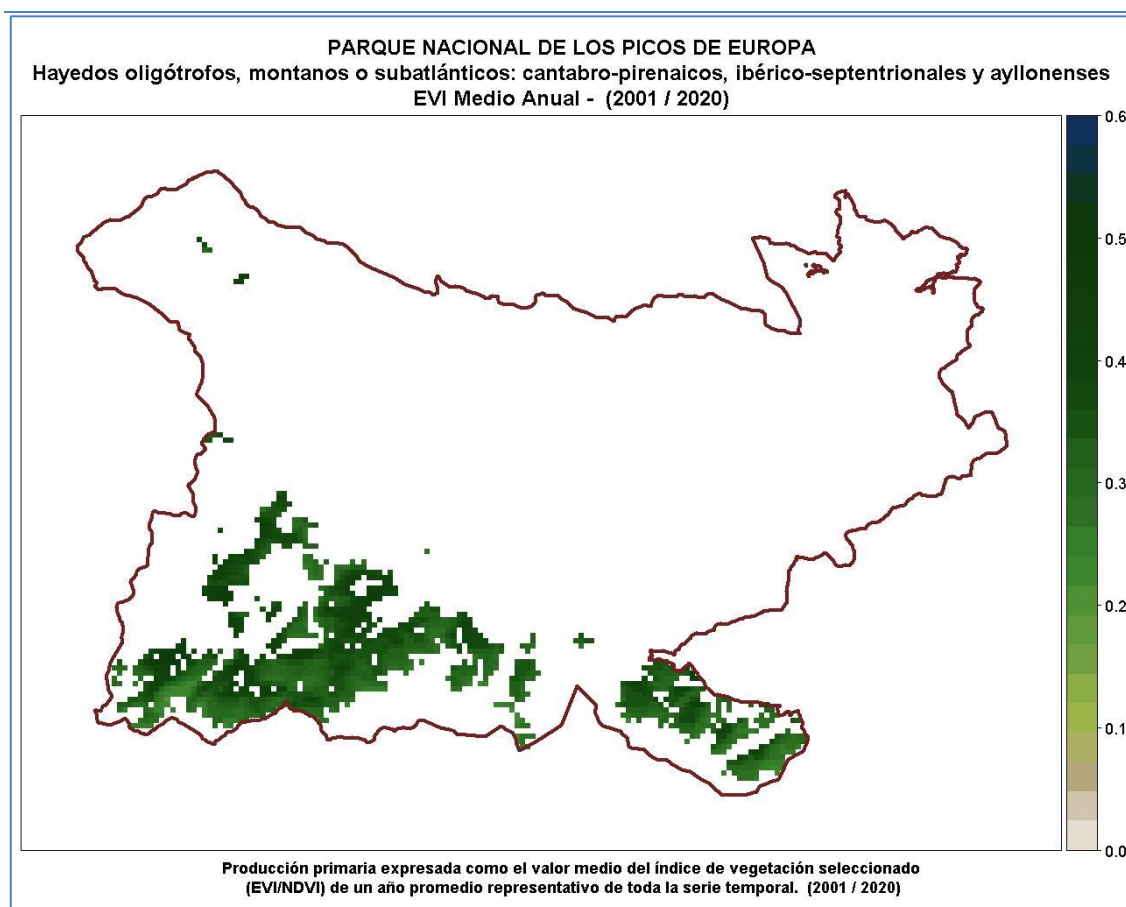 PARQUE NACIONAL DE LOS PICOS DE EUROPA
Hayedos oligótrofos, montanos o subatlánticos: cantabro-pirenaicos, ibérico-septentrionales y ayllonenses
EVI Medio Anual - (2001 / 2020)
0.6
0.5
0.4
0.3
0.2
0.1
0.0
Producción primaria expresada como el valor medio del índice de vegetación seleccionado
(EVI/NDVI) de un año promedio representativo de toda la serie temporal. (2001 / 2020)